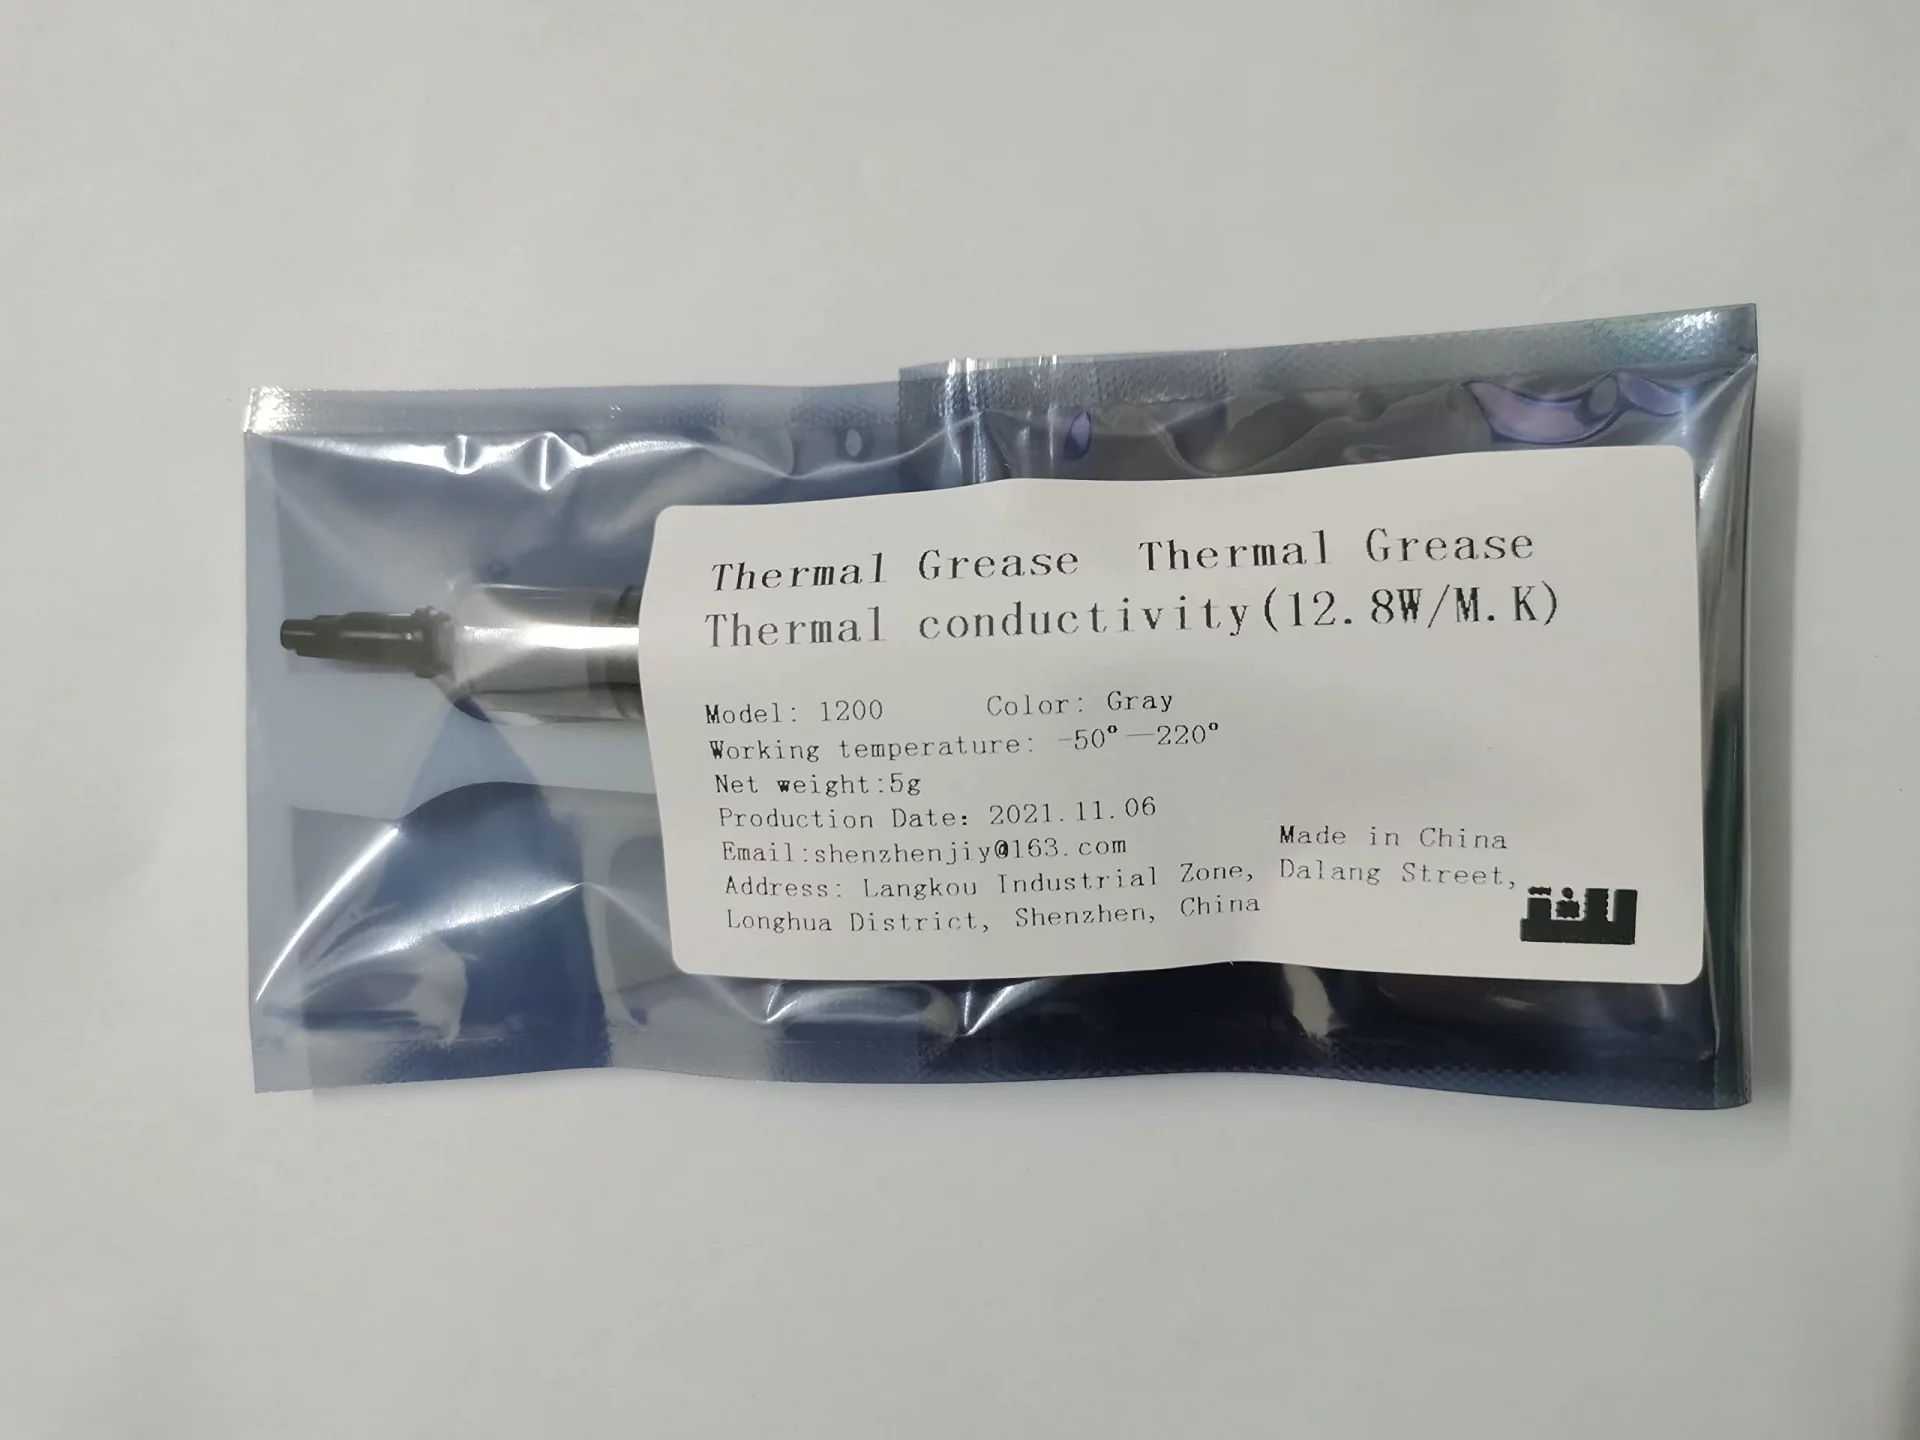 Thermal Grease Thermal Grease
Thermal conductivity(12.8W/M.K)
Model: 1200 Color: Gray
Working temperature: -50°—220°
Net weight:5g
Production Date: 2021.11.06
Email:shenzhenjiy@163.com Made in China
Address: Langkou Industrial Zone, Dalang Street,
Longhua District, Shenzhen, China